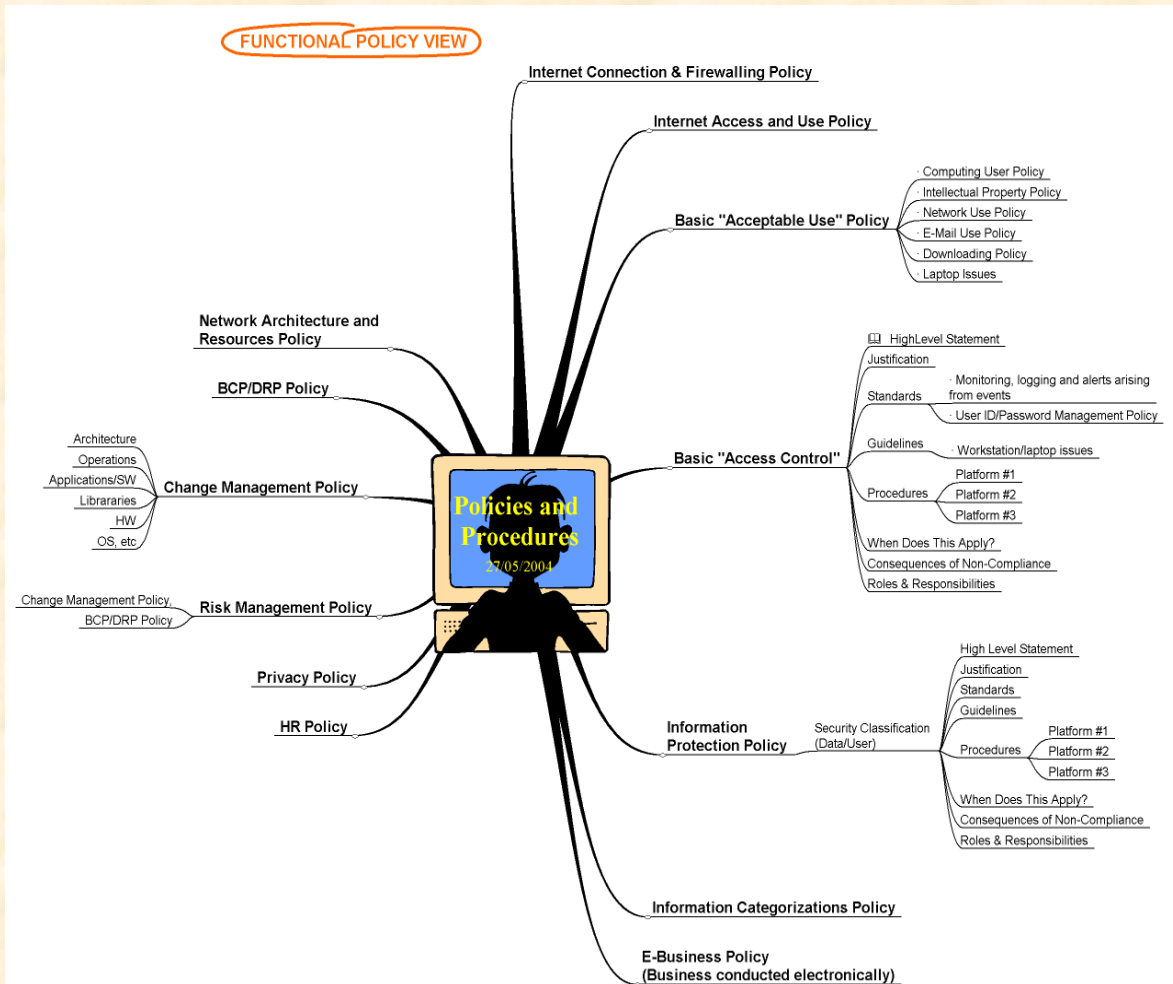 FUNCTIONAL POLICY VIEW
Internet Connection & Firewalling Policy
Internet Access and Use Policy
Basic "Acceptable Use" Policy
· Computing User Policy
· Intellectual Property Policy
· Network Use Policy
· E-Mail Use Policy
· Downloading Policy
· Laptop Issues
Basic "Access Control"
HighLevel Statement
Justification
Standards
· Monitoring, logging and alerts arising
from events
· User ID/Password Management Policy
Guidelines
· Workstation/laptop issues
Procedures
Platform #1
Platform #2
Platform #3
When Does This Apply?
Consequences of Non-Compliance
Roles & Responsibilities
Information
Protection Policy
Security Classification
(Data/User)
High Level Statement
Justification
Standards
Guidelines
Procedures
Platform #1
Platform #2
Platform #3
When Does This Apply?
Consequences of Non-Compliance
Roles & Responsibilities
Information Categorizations Policy
E-Business Policy
(Business conducted electronically)
Network Architecture and
Resources Policy
BCP/DRP Policy
Change Management Policy
Architecture
Operations
Applications/SW
Librararies
HW
OS, etc
Risk Management Policy
Change Management Policy,
BCP/DRP Policy
Privacy Policy
HR Policy
Policies and
Procedures
27/05/2004